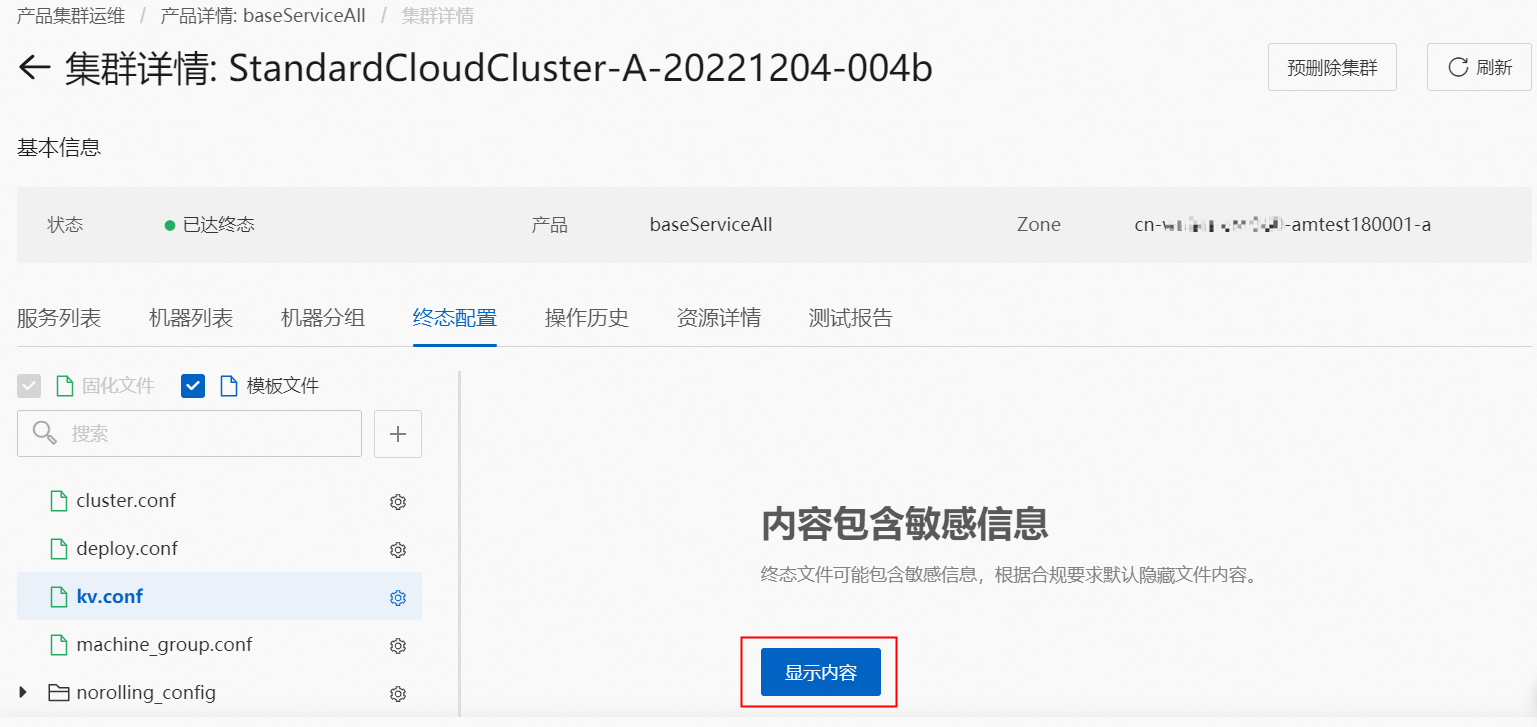 产品集群运维 / 产品详情: baseServiceAll / 集群详情
集群详情: StandardCloudCluster-A-20221204-004b
预删除集群 刷新
基本信息
状态 已达终态 产品 baseServiceAll Zone cn- -amtest180001-a
服务列表 机器列表 机器分组 终态配置 操作历史 资源详情 测试报告
固化文件 模板文件
搜索
cluster.conf
deploy.conf
kv.conf
machine_group.conf
norolling_config
内容包含敏感信息
终态文件可能包含敏感信息，根据合规要求默认隐藏文件内容。
显示内容